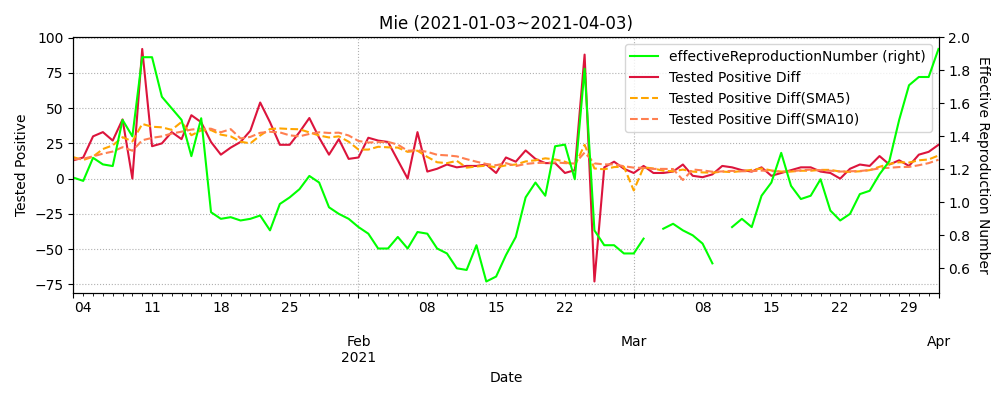 Mie (2021-01-03~2021-04-03)
effectiveReproductionNumber (right)
Tested Positive Diff
Tested Positive Diff(SMA5)
Tested Positive Diff(SMA10)
Tested Positive
100
75
50
25
0
−25
−50
−75
2.0
1.8
1.6
1.4
1.2
1.0
0.8
0.6
Effective Reproduction Number
04 11 18 25 08 15 22 08 15 22 29
Feb Mar Apr
2021
Date